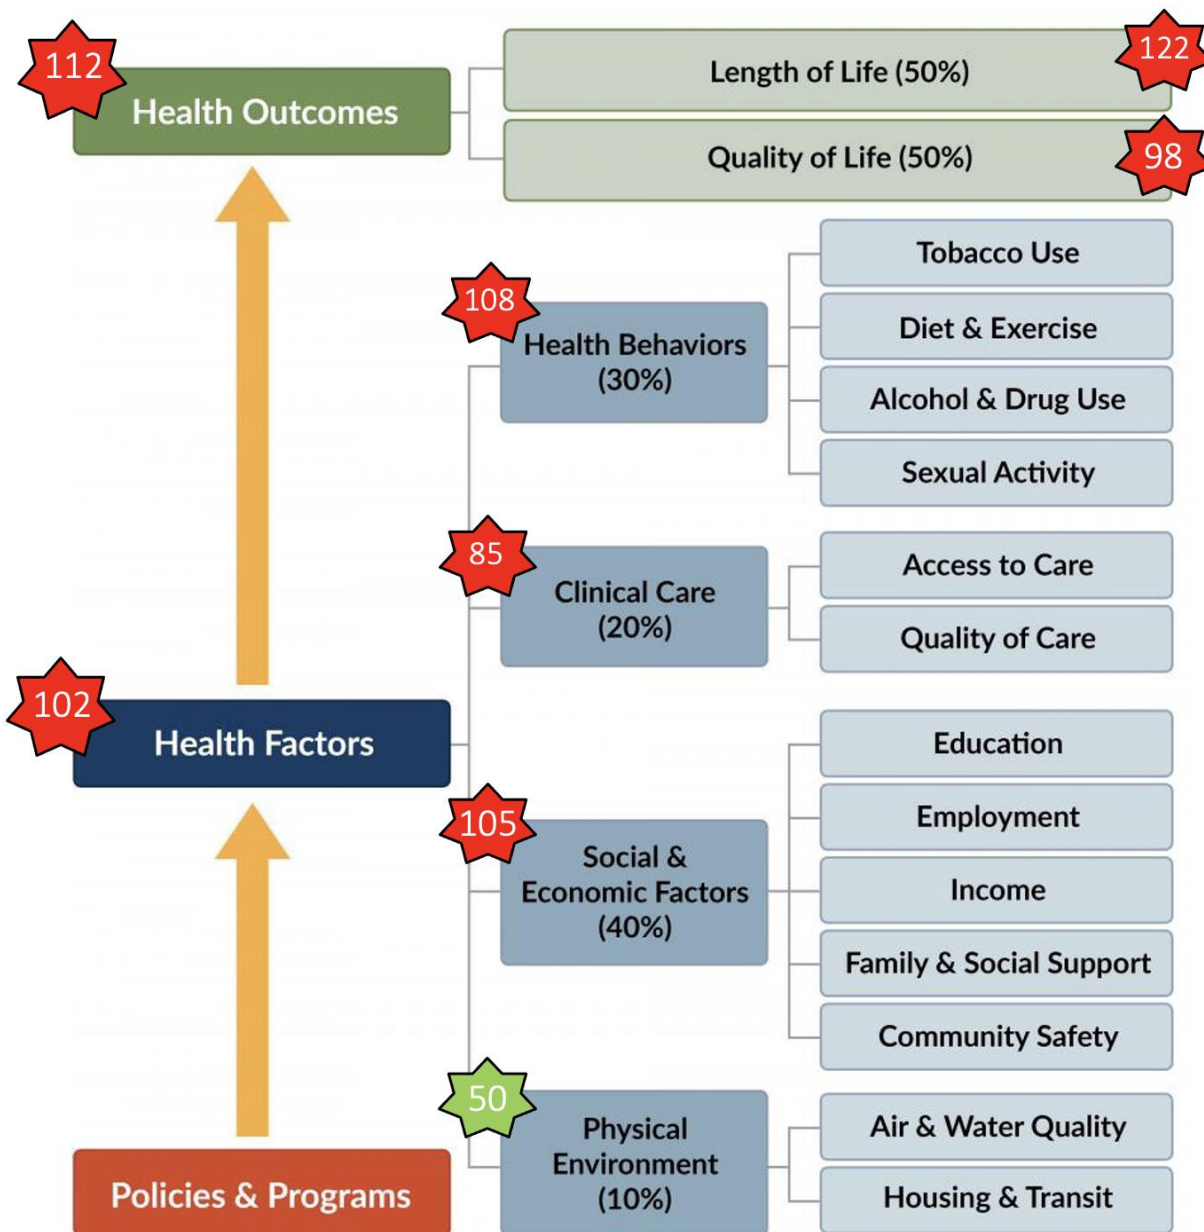 112
Health Outcomes
Length of Life (50%)
122
Quality of Life (50%)
98
108
Health Behaviors
(30%)
Tobacco Use
Diet & Exercise
Alcohol & Drug Use
Sexual Activity
85
Clinical Care
(20%)
Access to Care
Quality of Care
102
Health Factors
105
Social &
Economic Factors
(40%)
Education
Employment
Income
Family & Social Support
Community Safety
50
Physical
Environment
(10%)
Air & Water Quality
Housing & Transit
Policies & Programs